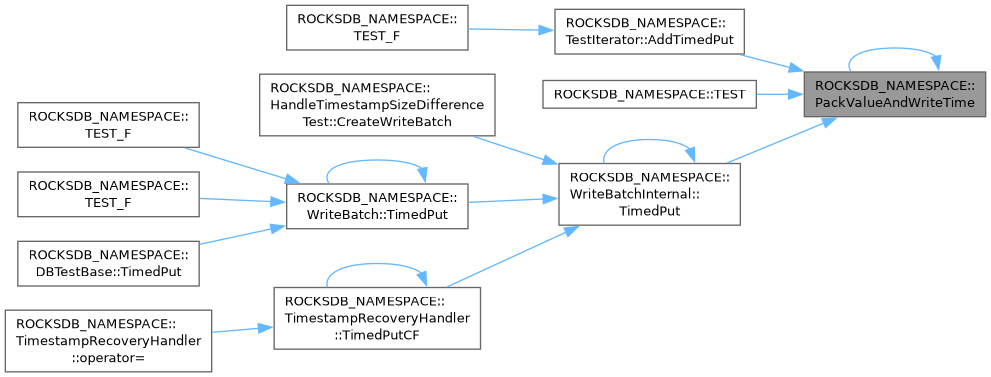 ROCKSDB_NAMESPACE::
TEST_F
ROCKSDB_NAMESPACE::
TestIterator::AddTimedPut
ROCKSDB_NAMESPACE::
PackValueAndWriteTime
ROCKSDB_NAMESPACE::TEST
ROCKSDB_NAMESPACE::
HandleTimestampSizeDifference
Test::CreateWriteBatch
ROCKSDB_NAMESPACE::
TEST_F
ROCKSDB_NAMESPACE::
WriteBatchInternal::
TimedPut
ROCKSDB_NAMESPACE::
TEST_F
ROCKSDB_NAMESPACE::
WriteBatch::TimedPut
ROCKSDB_NAMESPACE::
DBTestBase::TimedPut
ROCKSDB_NAMESPACE::
TimestampRecoveryHandler
::TimedPutCF
ROCKSDB_NAMESPACE::
TimestampRecoveryHandler
::operator=